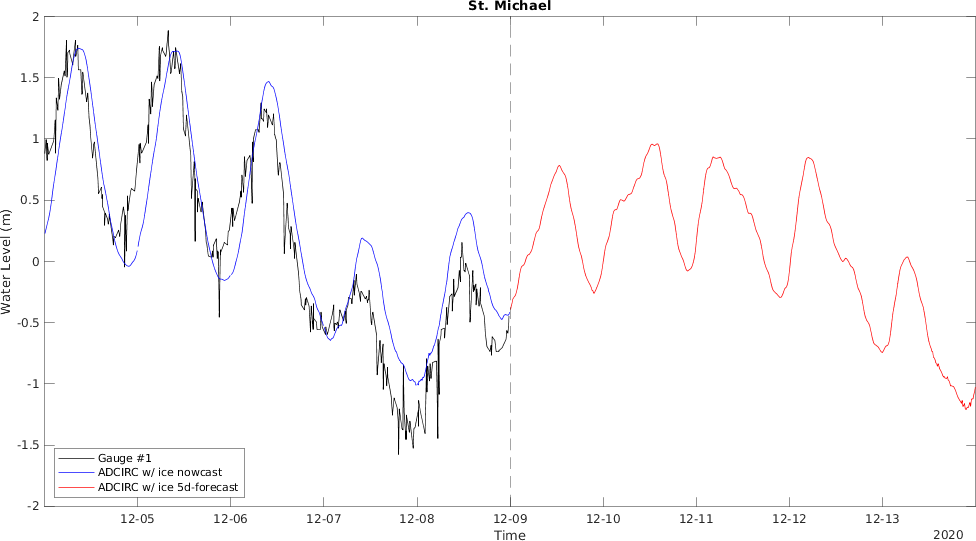 St. Michael
2
1.5
1
0.5
0
-0.5
-1
-1.5
-2
Water Level (m)
Gauge #1
ADCIRC w/ ice nowcast
ADCIRC w/ ice 5d-forecast
12-05 12-06 12-07 12-08 12-09 12-10 12-11 12-12 12-13
Time
2020